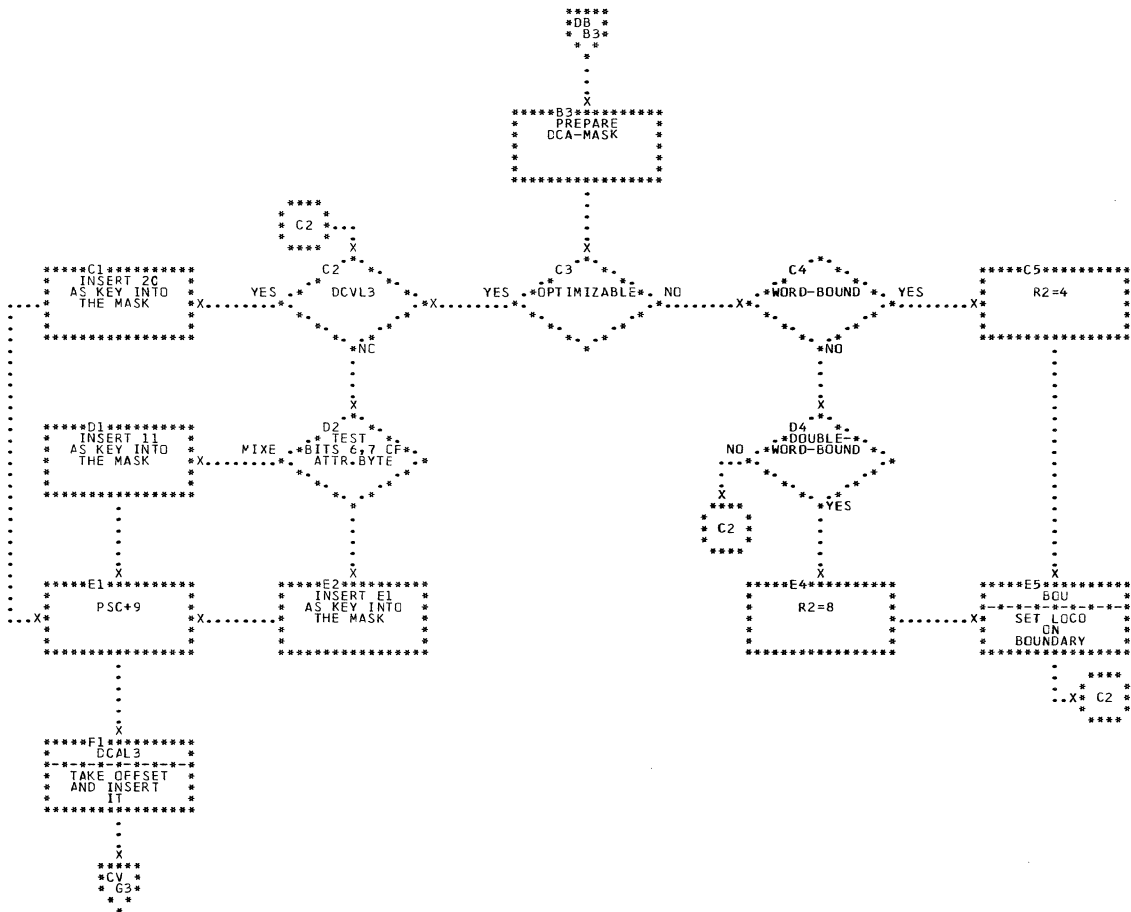 DB
B3
B3
PREPARE
DCA-MASK
C2
C1
INSERT 20
AS KEY INTO
THE MASK
YES
C2
DCVL3
NO
YES
C3
OPTIMIZABLE
NO
C4
WORD-BOUND
YES
NO
C5
R2=4
D1
INSERT 11
AS KEY INTO
THE MASK
MIXE
D2
TEST
BITS 6,7 OF
ATTR.BYTE
NO
D4
DOUBLE-
WORD-BOUND
YES
C2
E1
PSC+9
E2
INSERT E1
AS KEY INTO
THE MASK
E4
R2=8
E5
BOU
SET LOCO
ON
BOUNDARY
C2
F1
DCAL3
TAKE OFFSET
AND INSERT
IT
CV
G3